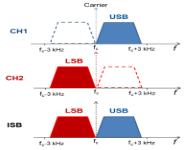 Carrier
CH1
USB
fc-3 kHz fc fc+3 kHz f
CH2
LSB
fc-3 kHz fc fc+3 kHz f
ISB
LSB USB
fc-3 kHz fc fc+3 kHz f